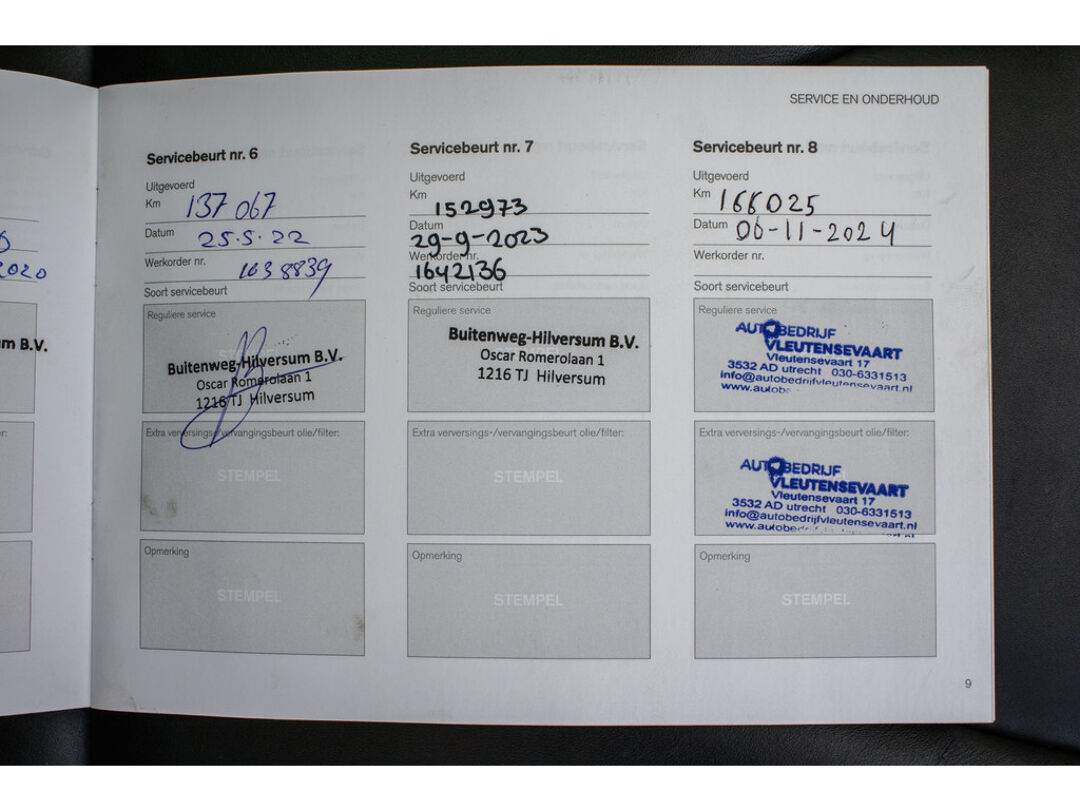 SERVICE EN ONDERHOUD
2020
m B.V.
r:
Servicebeurt nr. 6
Uitgevoerd
Km 137 067
Datum 25.5.22
Werkorder nr. 1638839
Soort servicebeurt
Reguliere service
Buitenweg-Hilversum B.V.
Oscar Romerolaan 1
1216 TJ Hilversum
Extra verversings-/vervangingsbeurt olie/filter:
STEMPEL
Opmerking
STEMPEL
Servicebeurt nr. 7
Uitgevoerd
Km 152973
Datum
29-9-2023
Werkorder nr.
1642136
Soort servicebeurt
Reguliere service
Buitenweg-Hilversum B.V.
Oscar Romerolaan 1
1216 TJ Hilversum
Extra verversings-/vervangingsbeurt olie/filter:
STEMPEL
Opmerking
STEMPEL
Servicebeurt nr. 8
Uitgevoerd
Km 166025
Datum 06-11-2024
Werkorder nr.
Soort servicebeurt
Reguliere service
AUTOBEDRIJF
VLEUTENSEVAART
Vleutensevaart 17
3532 AD utrecht 030-6331513
info@autobedrijfvleutensevaart.nl
Extra verversings-/vervangingsbeurt olie/filter:
AUTOBEDRIJF
VLEUTENSEVAART
Vleutensevaart 17
3532 AD utrecht 030-6331513
info@autobedrijfvleutensevaart.nl
Opmerking
STEMPEL
9